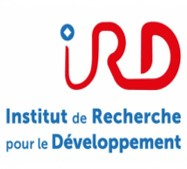 iRD
Institut de Recherche
pour le Développement